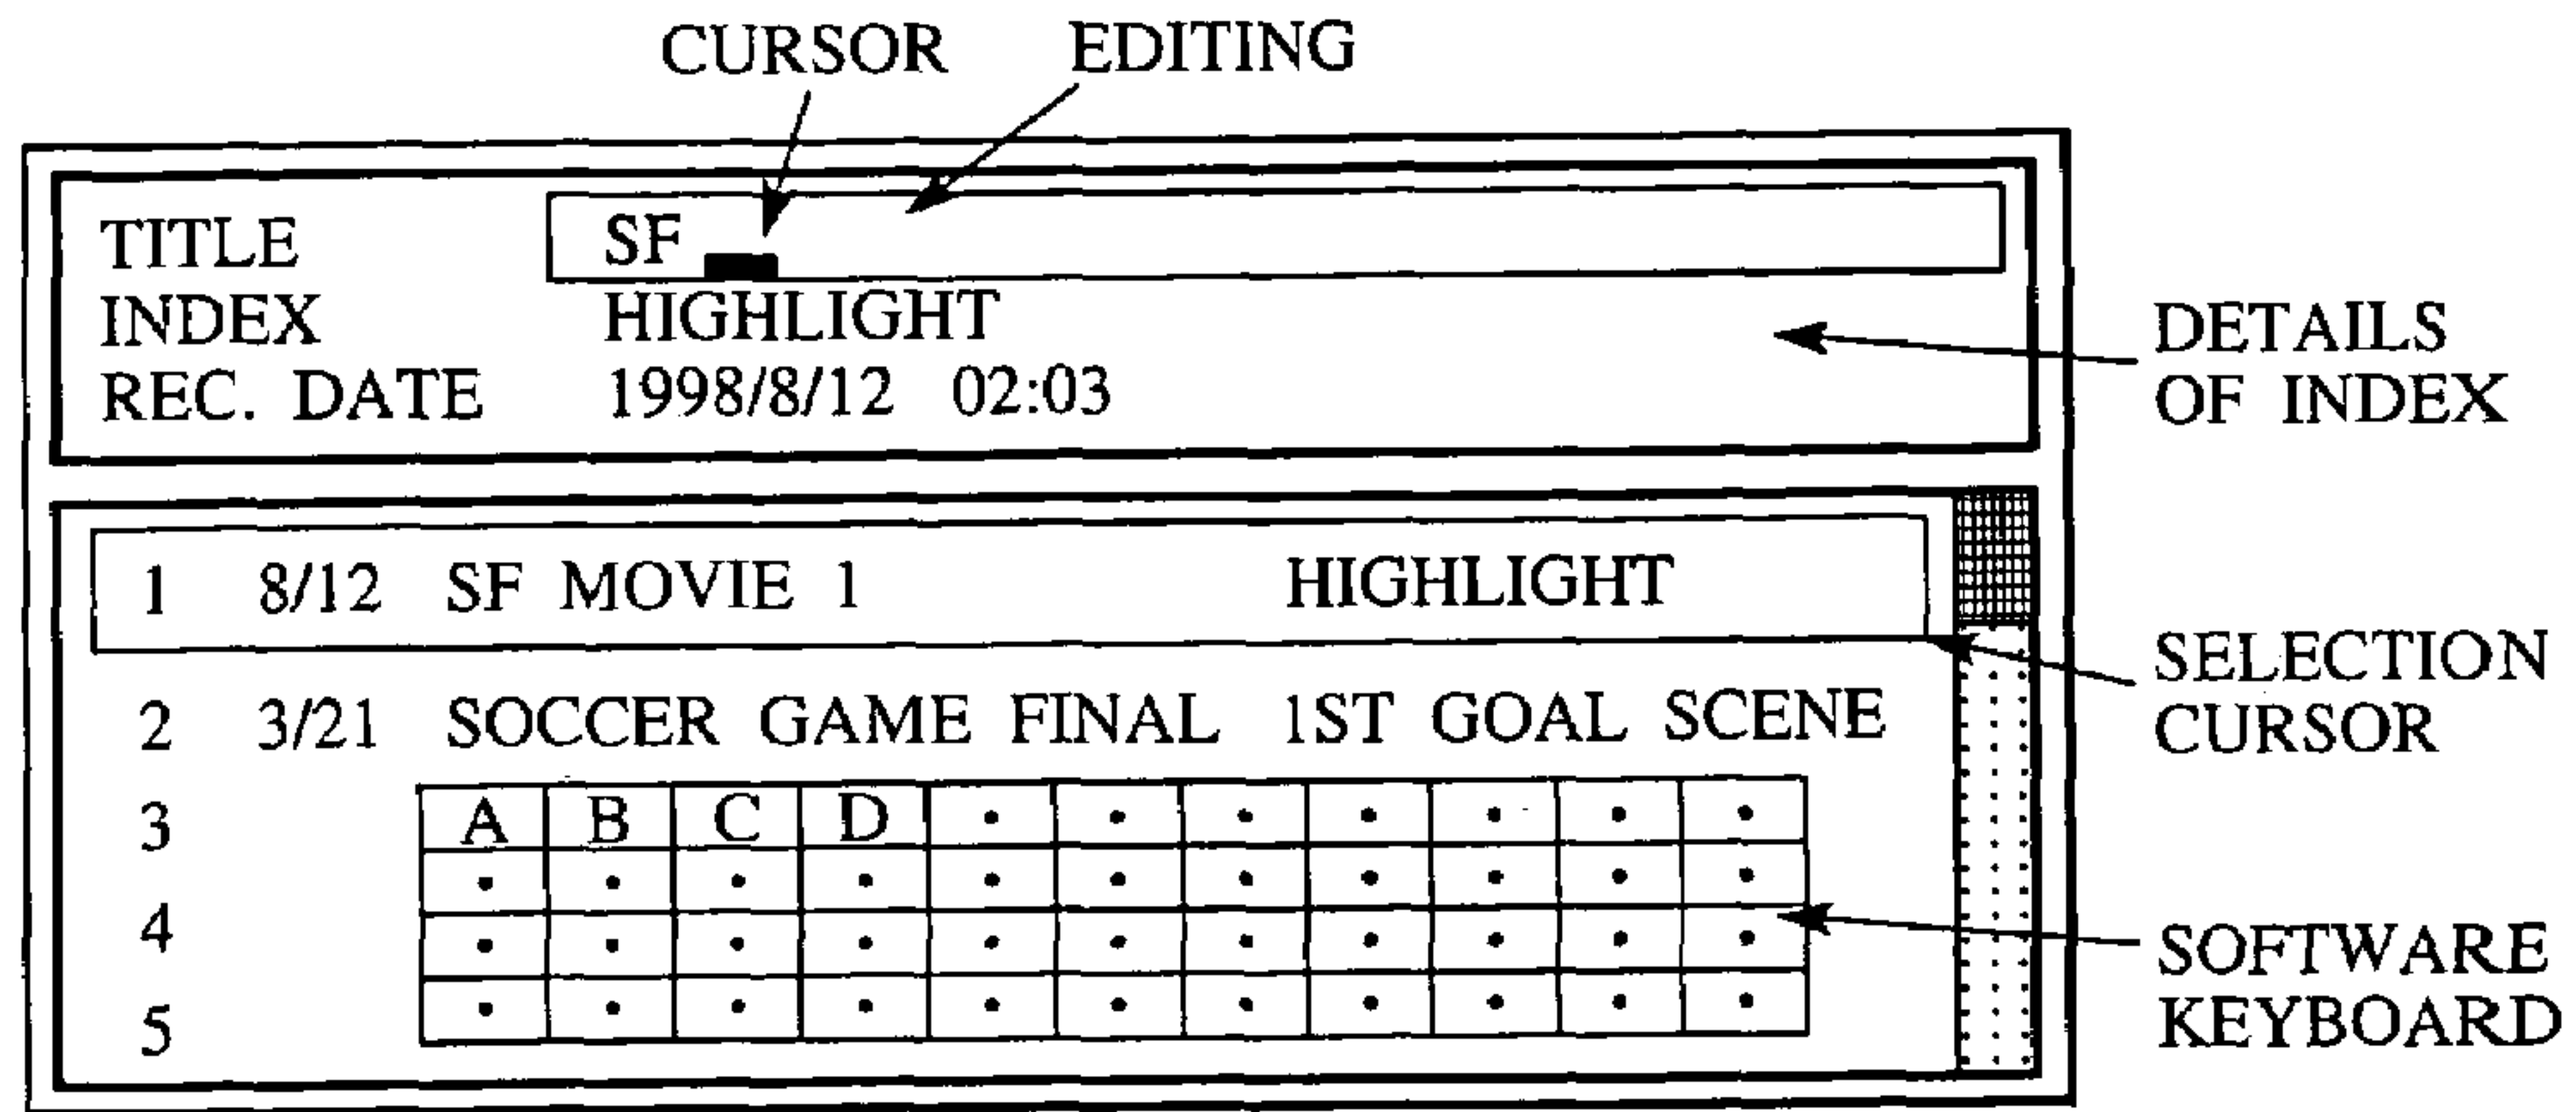 CURSOR EDITING
TITLE SF
INDEX HIGHLIGHT
REC. DATE 1998/8/12 02:03
DETAILS
OF INDEX
1 8/12 SF MOVIE 1 HIGHLIGHT
SELECTION
CURSOR
2 3/21 SOCCER GAME FINAL 1ST GOAL SCENE
3 A B C D
4
5
SOFTWARE
KEYBOARD